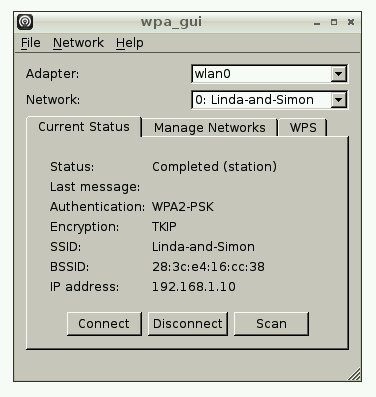 wpa_gui
File Network Help
Adapter: wlan0
Network: 0: Linda-and-Simon
Current Status Manage Networks WPS
Status: Completed (station)
Last message:
Authentication: WPA2-PSK
Encryption: TKIP
SSID: Linda-and-Simon
BSSID: 28:3c:e4:16:cc:38
IP address: 192.168.1.10
Connect Disconnect Scan